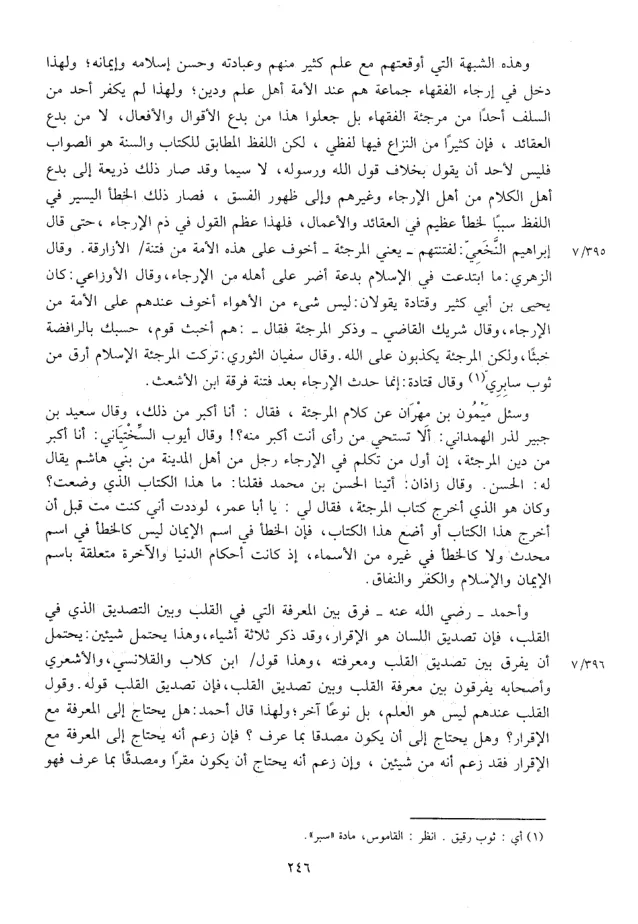 وهذه الشبهة التي أوقعتهم مع علم كثير منهم وعبادته وحسن إسلامه وإيمانه؛ ولهذا
دخل في إرجاء الفقهاء جماعة هم عند الأمة أهل علم ودين؛ ولهذا لم يكفر أحد من
السلف أحدًا من مرجئة الفقهاء بل جعلوا هذا من بدع الأقوال والأفعال، لا من بدع
العقائد ، فإن كثيرًا من النزاع فيها لفظي ، لكن اللفظ المطابق للكتاب والسنة هو الصواب
فليس لأحد أن يقول بخلاف قول الله ورسوله، لا سيما وقد صار ذلك ذريعة إلى بدع
أهل الكلام من أهل الإرجاء وغيرهم وإلى ظهور الفسق ، فصار ذلك الخطأ اليسير في
اللفظ سببًا لخطأ عظيم في العقائد والأعمال، فلهذا عظم القول في ذم الإرجاء ،حتى قال
٧/٣٩٥ إبراهيم النَّخَعِيّ: لفتنتهم ـ يعني المرجئة ـ أخوف على هذه الأمة من فتنة/ الأزارقة. وقال
الزهري: ما ابتدعت في الإسلام بدعة أضر على أهله من الإرجاء،وقال الأوزاعي:كان
يحيى بن أبي كثير وقتادة يقولان: ليس شىء من الأهواء أخوف عندهم على الأمة من
الإرجاء، وقال شريك القاضي ـ وذكر المرجئة فقال ـ : هم أخبث قوم، حسبك بالرافضة
خبثًا، ولكن المرجئة يكذبون على الله. وقال سفيان الثوري: تركت المرجئة الإسلام أرق من
ثوب سابِرِيّ(١) وقال قتادة: إنما حدث الإرجاء بعد فتنة فرقة ابن الأشعث.
وسئل مَيْمُون بن مِهْرَان عن كلام المرجئة ، فقال : أنا أكبر من ذلك، وقال سعيد بن
جبير لذر الهمداني: ألا تستحي من رأى أنت أكبر منه؟! وقال أيوب السِّخْتِيَاني: أنا أكبر
من دين المرجئة، إن أول من تكلم في الإرجاء رجل من أهل المدينة من بني هاشم يقال
له : الحسن. وقال زاذان: أتينا الحسن بن محمد فقلنا: ما هذا الكتاب الذي وضعت؟
وكان هو الذي أخرج كتاب المرجئة، فقال لي : يا أبا عمر، لوددت أني كنت مت قبل أن
أخرج هذا الكتاب أو أضع هذا الكتاب، فإن الخطأ في اسم الإيمان ليس كالخطأ في اسم
محدث ولا كالخطأ في غيره من الأسماء، إذ كانت أحكام الدنيا والآخرة متعلقة باسم
الإيمان والإسلام والكفر والنفاق.
وأحمد ـ رضي الله عنه ـ فرق بين المعرفة التي في القلب وبين التصديق الذي في
القلب، فإن تصديق اللسان هو الإقرار،وقد ذكر ثلاثة أشياء،وهذا يحتمل شيئين:يحتمل
٧/٣٩٦ أن يفرق بين تصديق القلب ومعرفته ،وهذا قول/ ابن كلاب والقلانسي،والأشعري
وأصحابه يفرقون بين معرفة القلب وبين تصديق القلب،فإن تصديق القلب قوله.وقول
القلب عندهم ليس هو العلم، بل نوعًا آخر؛ولهذا قال أحمد:هل يحتاج إلى المعرفة مع
الإقرار؟ وهل يحتاج إلى أن يكون مصدقا بما عرف ؟ فإن زعم أنه يحتاج إلى المعرفة مع
الإقرار فقد زعم أنه من شيئين ، وإن زعم أنه يحتاج أن يكون مقرًا ومصدقًا بما عرف فهو
(١) أي : ثوب رقيق . انظر : القاموس، مادة «سبر».
٢٤٦